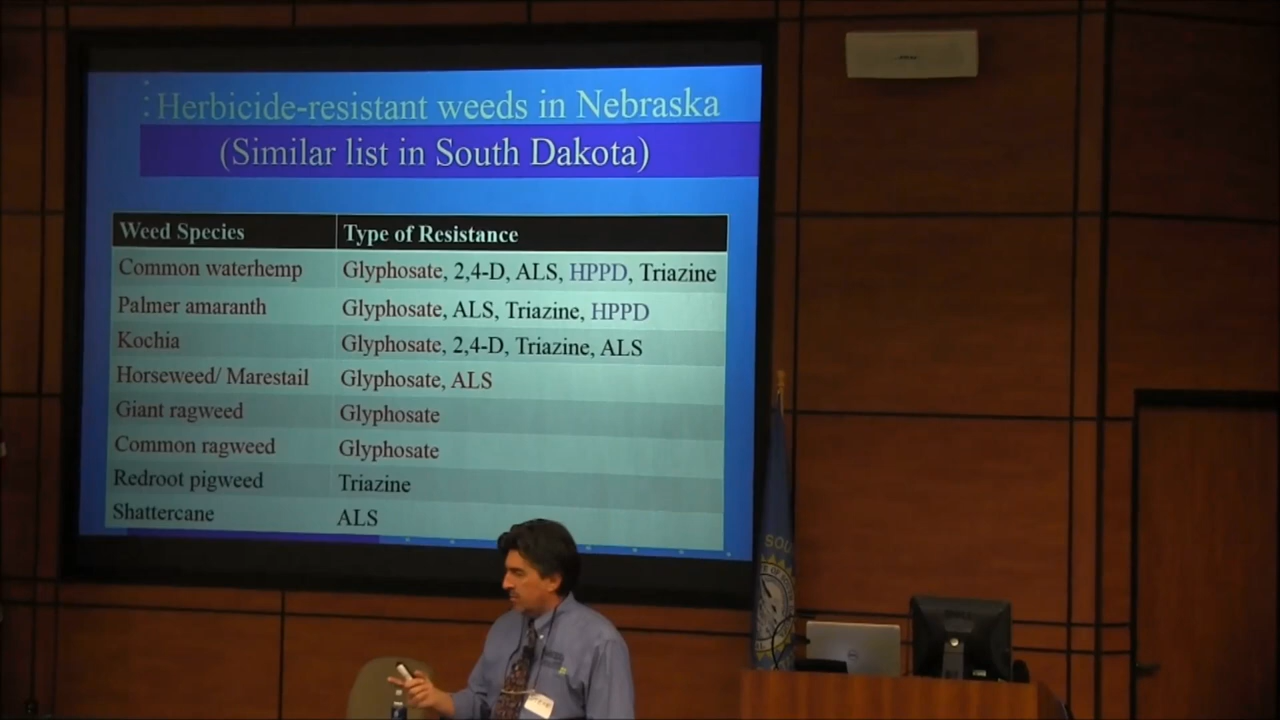 Herbicide-resistant weeds in Nebraska
(Similar list in South Dakota)
Weed Species Type of Resistance
Common waterhemp Glyphosate, 2,4-D, ALS, HPPD, Triazine
Palmer amaranth Glyphosate, ALS, Triazine, HPPD
Kochia Glyphosate, 2,4-D, Triazine, ALS
Horseweed/ Marestail Glyphosate, ALS
Giant ragweed Glyphosate
Common ragweed Glyphosate
Redroot pigweed Triazine
Shattercane ALS
SOU